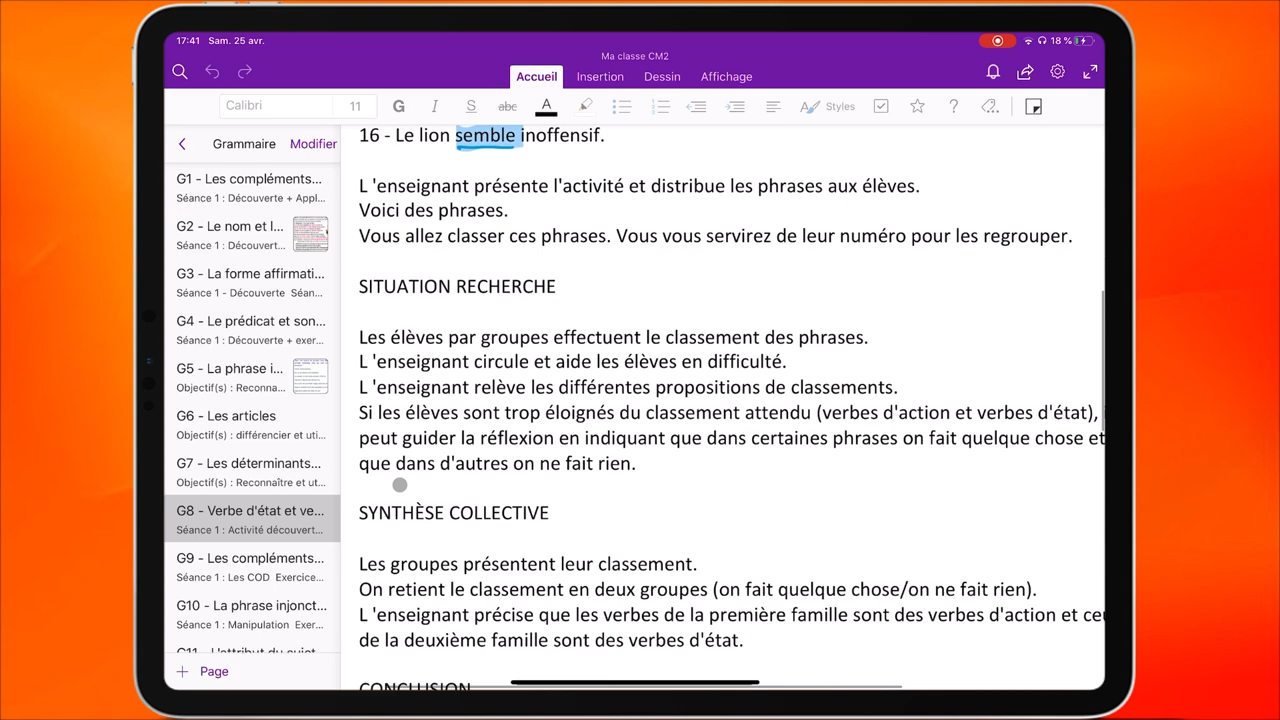 17:41 Sam. 25 avr.
18 %
Ma classe CM2
Accueil Insertion Dessin Affichage
Calibri 11 G I S abc A Styles ?
Grammaire Modifier
G1 - Les compléments...
Séance 1 : Découverte + Appl...
G2 - Le nom et l...
Séance 1 : Découvert...
G3 - La forme affirmati...
Séance 1 - Découverte Séan...
G4 - Le prédicat et son...
Séance 1 : Découverte + exer...
G5 - La phrase i...
Objectif(s) : Reconna...
G6 - Les articles
Objectif(s) : différencier et uti...
G7 - Les déterminants...
Objectif(s) : Reconnaître et ut...
G8 - Verbe d'état et ve...
Séance 1 : Activité découvert...
G9 - Les compléments...
Séance 1 : Les COD Exercice...
G10 - La phrase injonct...
Séance 1 : Manipulation Exer...
G11 - L'attribut du sujet
+ Page
16 - Le lion semble inoffensif.
L 'enseignant présente l'activité et distribue les phrases aux élèves.
Voici des phrases.
Vous allez classer ces phrases. Vous vous servirez de leur numéro pour les regrouper.
SITUATION RECHERCHE
Les élèves par groupes effectuent le classement des phrases.
L 'enseignant circule et aide les élèves en difficulté.
L 'enseignant relève les différentes propositions de classements.
Si les élèves sont trop éloignés du classement attendu (verbes d'action et verbes d'état),
peut guider la réflexion en indiquant que dans certaines phrases on fait quelque chose et
que dans d'autres on ne fait rien.
SYNTHÈSE COLLECTIVE
Les groupes présentent leur classement.
On retient le classement en deux groupes (on fait quelque chose/on ne fait rien).
L 'enseignant précise que les verbes de la première famille sont des verbes d'action et ceu
de la deuxième famille sont des verbes d'état.
CONCLUSION